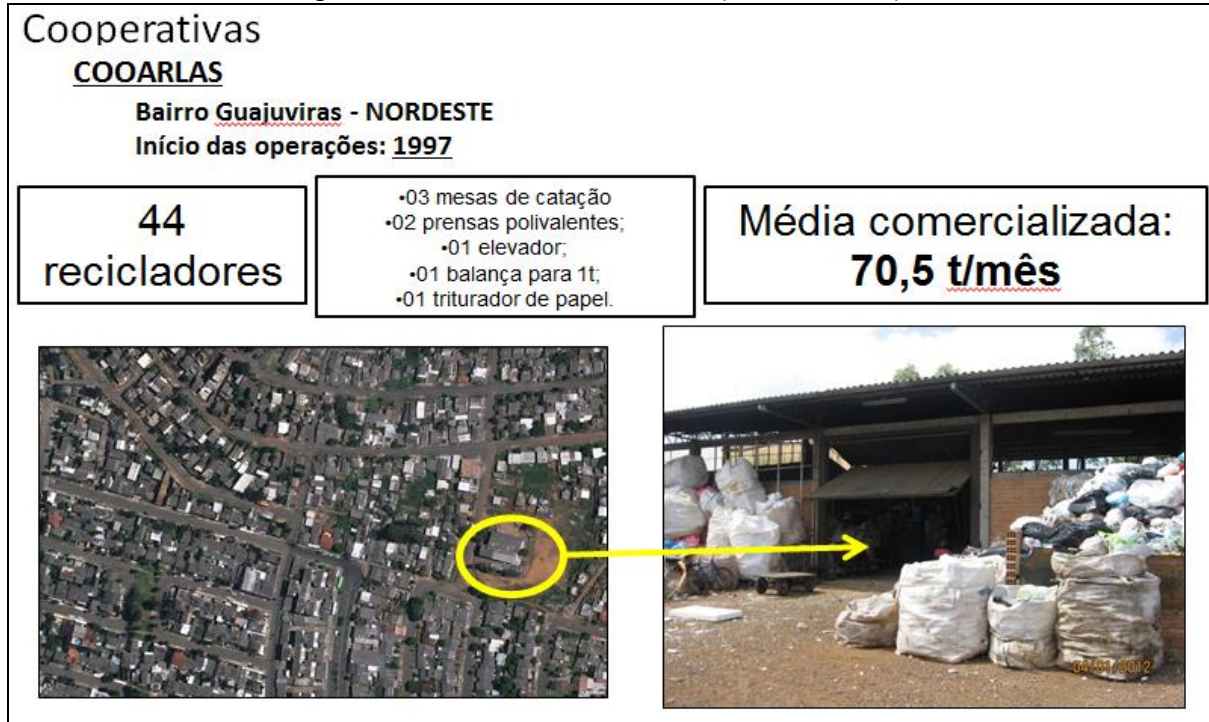 Cooperativas
COOARLAS
Bairro Guajuviras - NORDESTE
Início das operações: 1997
44
recicladores
•03 mesas de catação
•02 prensas polivalentes;
•01 elevador;
•01 balança para 1t;
•01 triturador de papel.
Média comercializada:
70,5 t/mês
04/01/2012